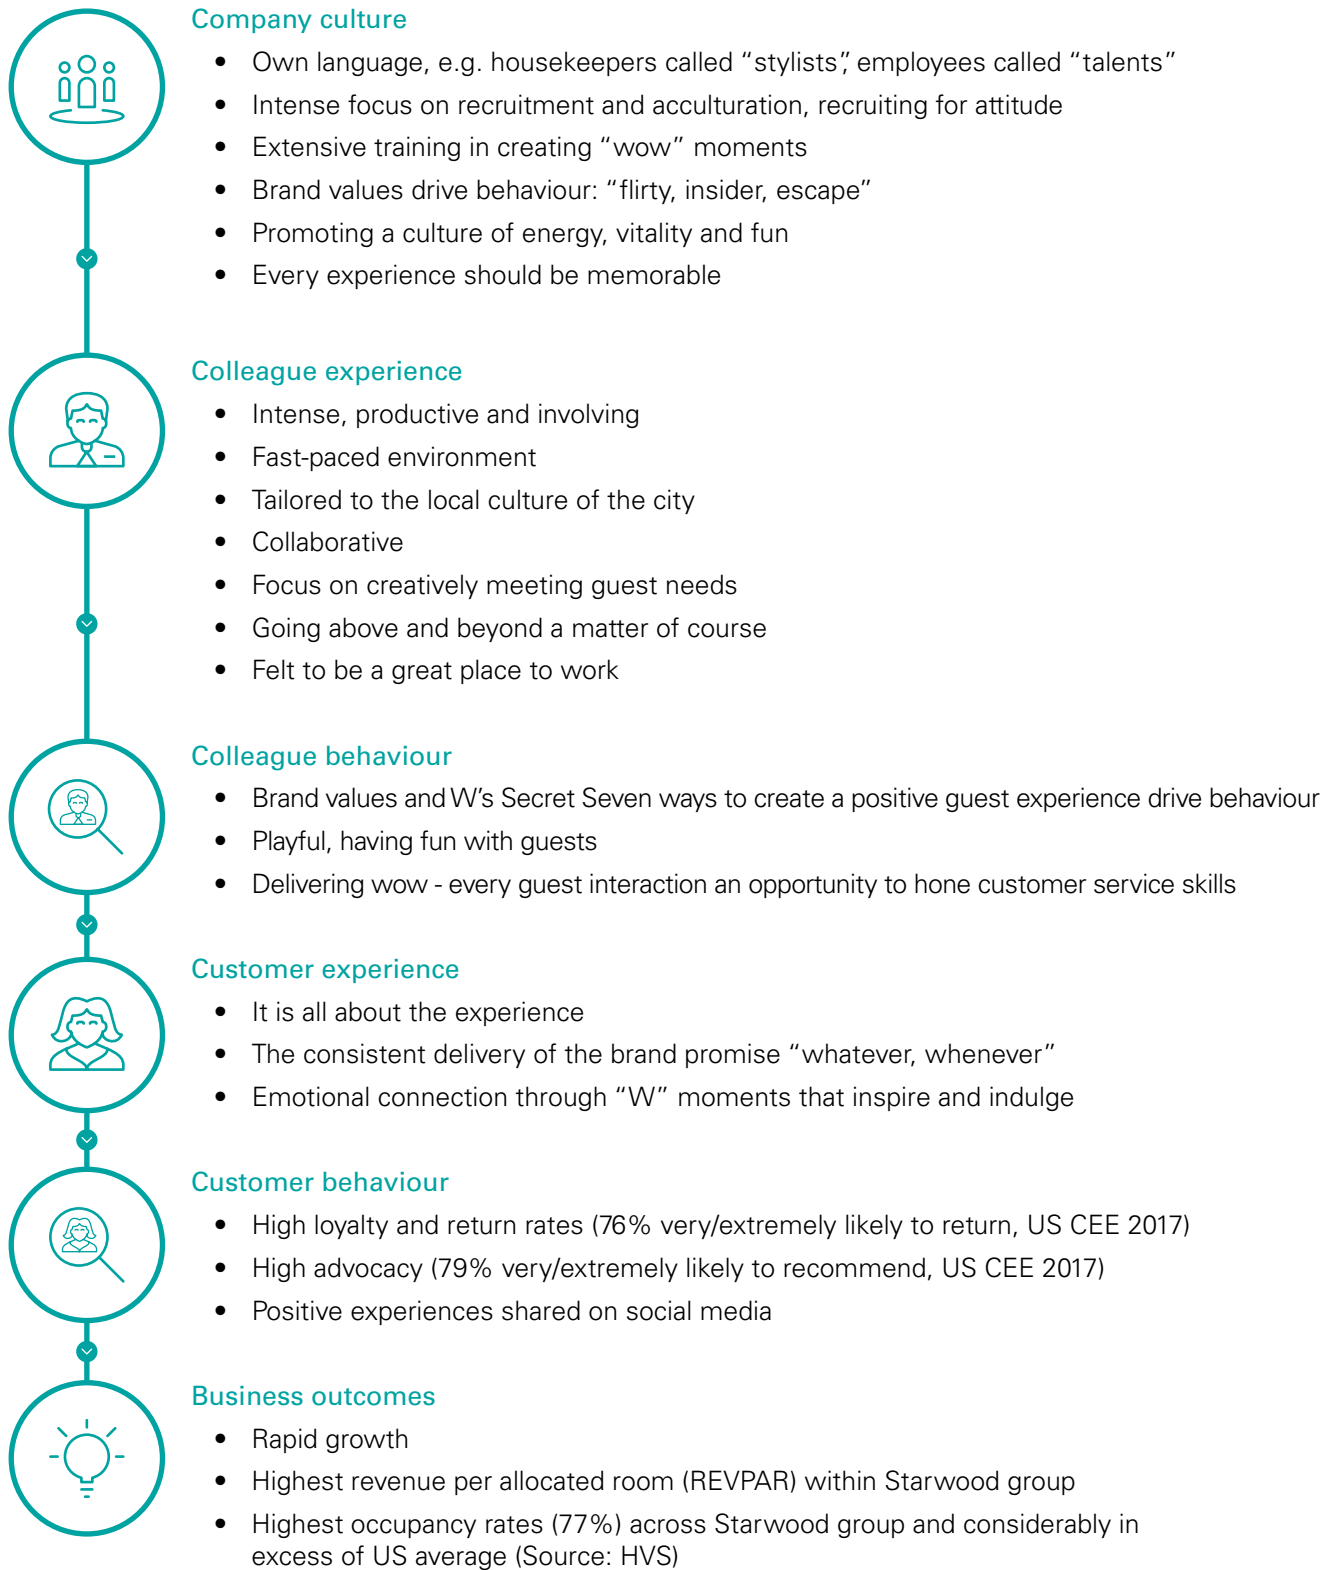 Company culture
• Own language, e.g. housekeepers called “stylists”, employees called “talents”
• Intense focus on recruitment and acculturation, recruiting for attitude
• Extensive training in creating “wow” moments
• Brand values drive behaviour: “flirty, insider, escape”
• Promoting a culture of energy, vitality and fun
• Every experience should be memorable
Colleague experience
• Intense, productive and involving
• Fast-paced environment
• Tailored to the local culture of the city
• Collaborative
• Focus on creatively meeting guest needs
• Going above and beyond a matter of course
• Felt to be a great place to work
Colleague behaviour
• Brand values and W’s Secret Seven ways to create a positive guest experience drive behaviour
• Playful, having fun with guests
• Delivering wow - every guest interaction an opportunity to hone customer service skills
Customer experience
• It is all about the experience
• The consistent delivery of the brand promise “whatever, whenever”
• Emotional connection through “W” moments that inspire and indulge
Customer behaviour
• High loyalty and return rates (76% very/extremely likely to return, US CEE 2017)
• High advocacy (79% very/extremely likely to recommend, US CEE 2017)
• Positive experiences shared on social media
Business outcomes
• Rapid growth
• Highest revenue per allocated room (REVPAR) within Starwood group
• Highest occupancy rates (77%) across Starwood group and considerably in
excess of US average (Source: HVS)